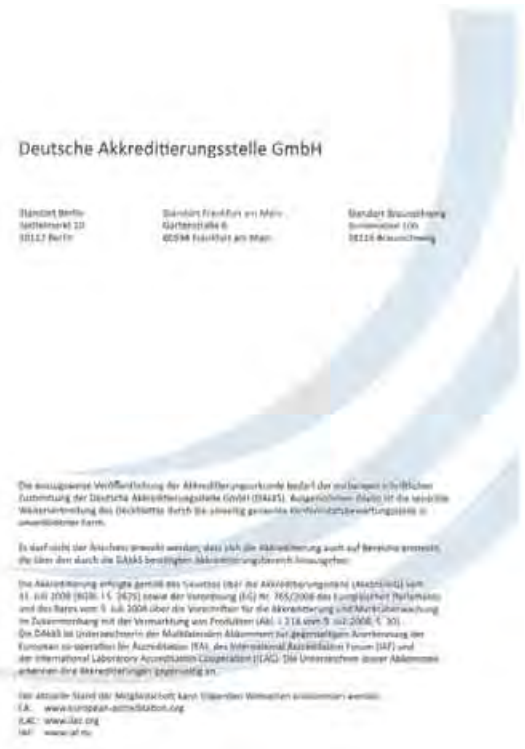 Deutsche Akkreditierungsstelle GmbH
Standort Berlin
Spittelmarkt 10
10117 Berlin
Standort Frankfurt am Main
Gartenstraße 6
60594 Frankfurt am Main
Standort Braunschweig
Bundesallee 100
38116 Braunschweig
Die auszugsweise Veröffentlichung der Akkreditierungsurkunde bedarf der vorherigen schriftlichen
Zustimmung der Deutsche Akkreditierungsstelle GmbH (DAkkS). Ausgenommen davon ist die separate
Weiterverbreitung des Deckblattes durch die umseitig genannte Konformitätsbewertungsstelle in
unveränderter Form.
Es darf nicht der Anschein erweckt werden, dass sich die Akkreditierung auch auf Bereiche erstreckt,
die über den durch die DAkkS bestätigten Akkreditierungsbereich hinausgehen.
Die Akkreditierung erfolgte gemäß des Gesetzes über die Akkreditierungsstelle (AkkStelleG) vom
31. Juli 2009 (BGBl. I S. 2625) sowie der Verordnung (EG) Nr. 765/2008 des Europäischen Parlaments
und des Rates vom 9. Juli 2008 über die Vorschriften für die Akkreditierung und Marktüberwachung
im Zusammenhang mit der Vermarktung von Produkten (Abl. L 218 vom 9. Juli 2008, S. 30).
Die DAkkS ist Unterzeichnerin der Multilateralen Abkommen zur gegenseitigen Anerkennung der
European co-operation for Accreditation (EA), des International Accreditation Forum (IAF) und
der International Laboratory Accreditation Cooperation (ILAC). Die Unterzeichner dieser Abkommen
erkennen ihre Akkreditierungen gegenseitig an.
Der aktuelle Stand der Mitgliedschaft kann folgenden Webseiten entnommen werden:
EA: www.european-accreditation.org
ILAC: www.ilac.org
IAF: www.iaf.nu